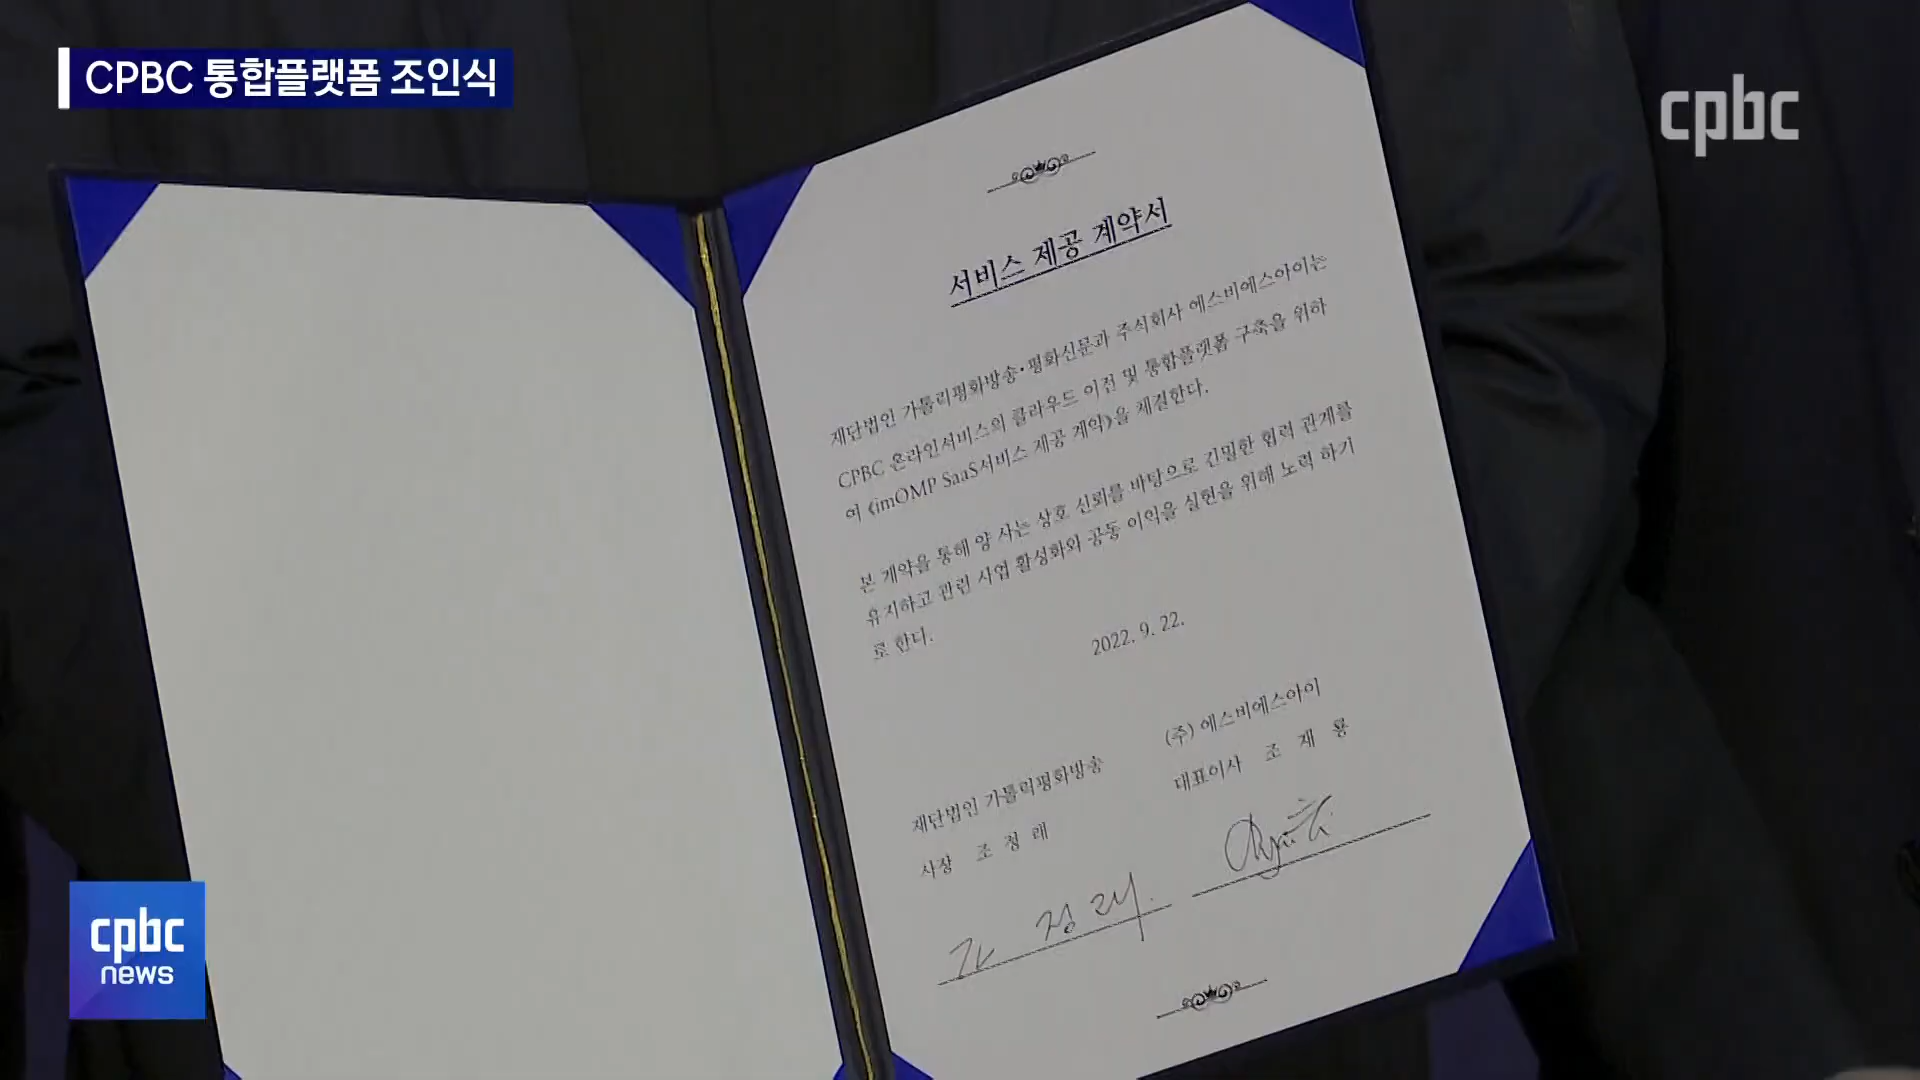 CPBC 통합플랫폼 조인식
cpbc
서비스 제공 계약서
재단법인 가톨릭평화방송·평화신문과 주식회사 에스비에스아이는
CPBC 온라인서비스의 클라우드 이전 및 통합플랫폼 구축을 위하
여 《imOMP SaaS서비스 제공 계약》을 체결한다.
본 계약을 통해 양 사는 상호 신뢰를 바탕으로 긴밀한 협력 관계를
유지하고 관련 사업 활성화와 공동 이익을 실현을 위해 노력 하기
로 한다.
2022. 9. 22.
재단법인 가톨릭평화방송
사장 조 정 래
(주) 에스비에스아이
대표이사 조 재 룡
조 정 래.
cpbc
news